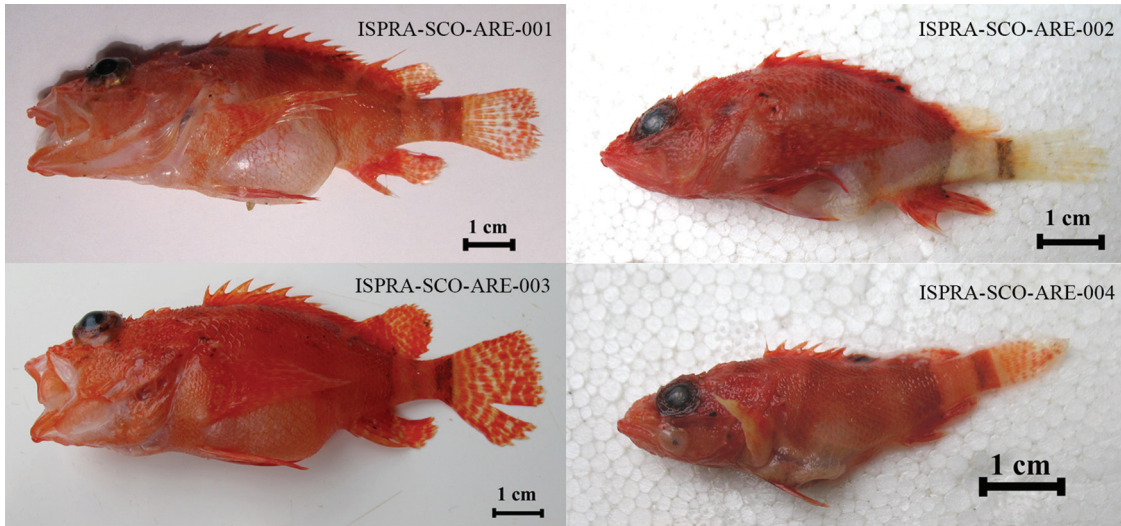 ISPRA-SCO-ARE-001
1 cm
ISPRA-SCO-ARE-002
1 cm
ISPRA-SCO-ARE-003
1 cm
ISPRA-SCO-ARE-004
1 cm